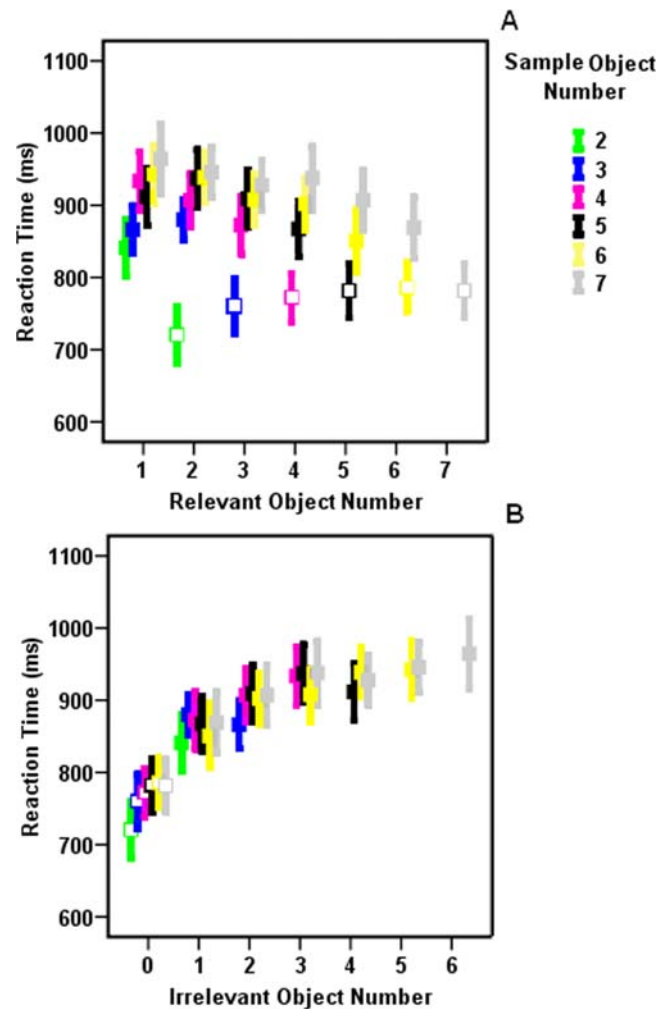 A
Sample Object
Number
2
3
4
5
6
7
1100
1000
900
800
700
600
Reaction Time (ms)
1 2 3 4 5 6 7
Relevant Object Number
B
1100
1000
900
800
700
600
Reaction Time (ms)
0 1 2 3 4 5 6
Irrelevant Object Number